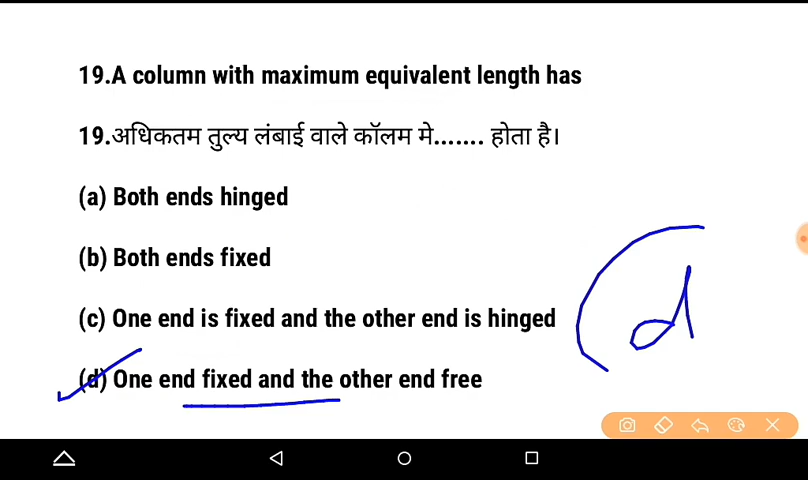 19.A column with maximum equivalent length has
19.अधिकतम तुल्य लंबाई वाले कॉलम मे....... होता है।
(a) Both ends hinged
(b) Both ends fixed
(c) One end is fixed and the other end is hinged
(d) One end fixed and the other end free
(d